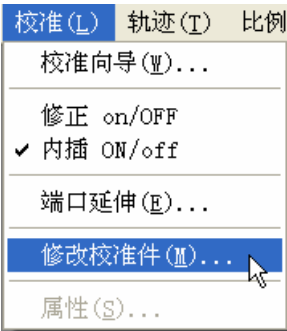 校准(L) 轨迹(T) 比例
校准向导(W)...
修正 on/OFF
✓ 内插 ON/off
端口延伸(E)...
修改校准件(M)...
属性(S)...